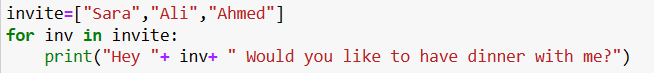 invite=["Sara","Ali","Ahmed"]
for inv in invite:
    print("Hey "+ inv+ " Would you like to have dinner with me?")